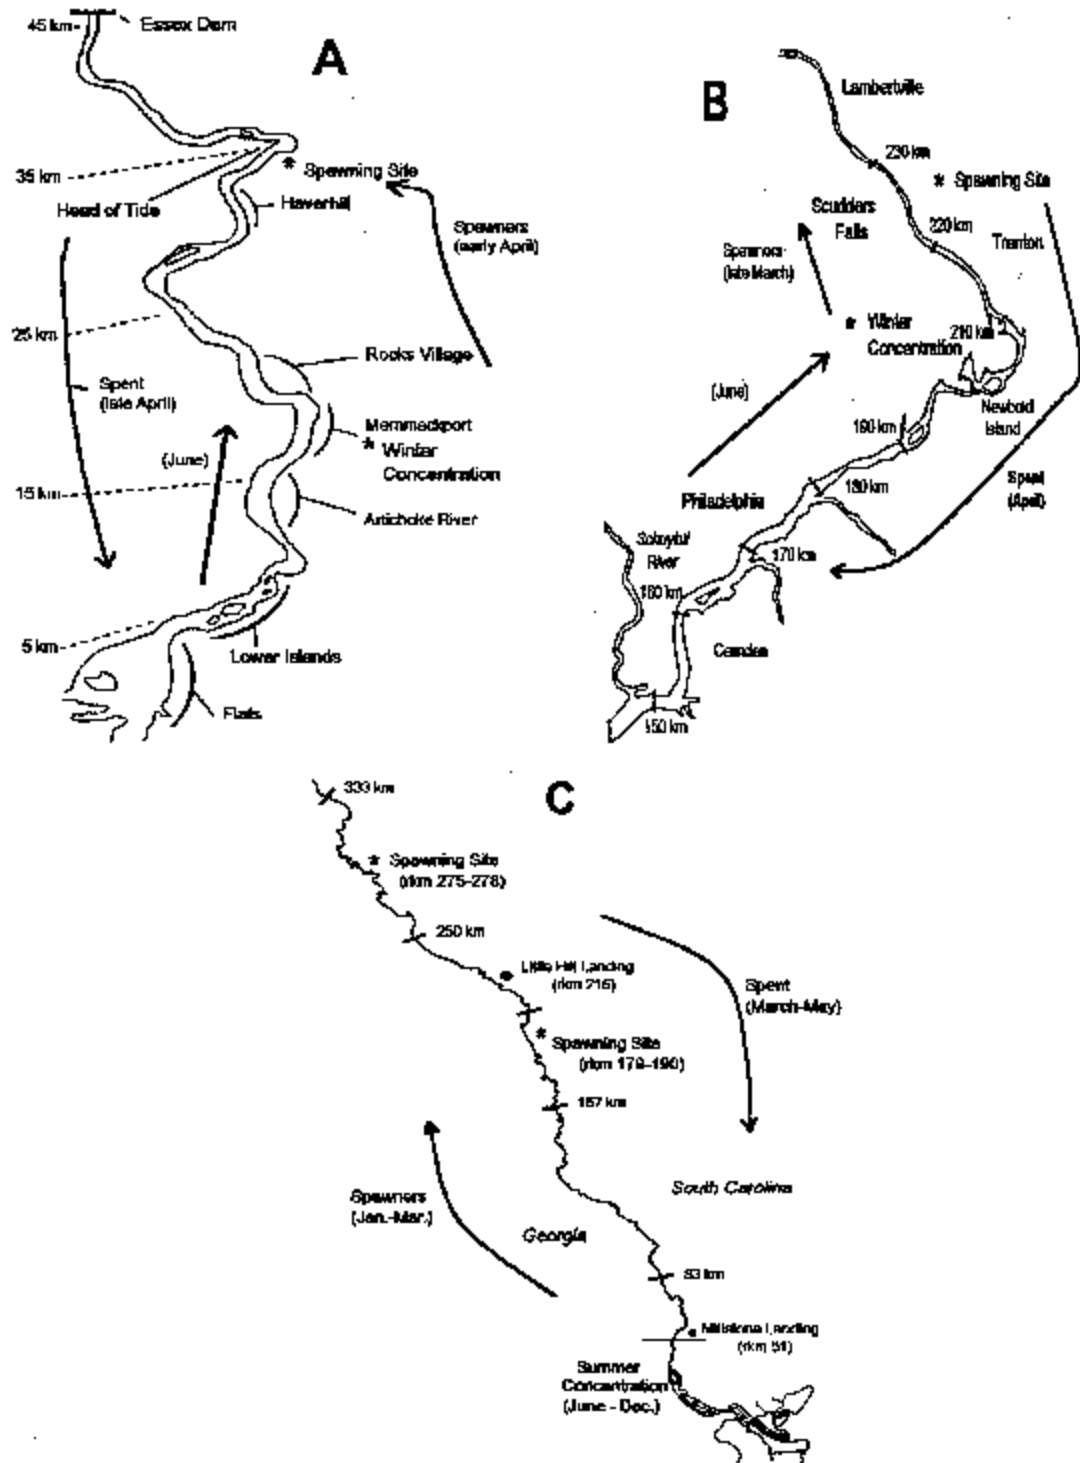 45 km
Essex Dam
A
35 km
* Spawning Site
Head of Tide
Haverhill
Spawners
(early April)
25 km
Rocks Village
Spent
(late April)
Merrimackport
* Winter
Concentration
(June)
15 km
Artichoke River
5 km
Lower Islands
Flats
B
Lambertville
230 km
* Spawning Site
Scudders
Falls
220 km
Trenton
Spawners
(late March)
* Winter
Concentration
210 km
(June)
Newbold
Island
190 km
Spent
(April)
180 km
Philadelphia
River
170 km
160 km
Camden
150 km
C
333 km
* Spawning Site
(rkm 275-278)
250 km
Little Hill Landing
(rkm 215)
Spent
(March-May)
* Spawning Site
(rkm 179-190)
167 km
South Carolina
Spawners
(Jan.-Mar.)
Georgia
83 km
Millstone Landing
(rkm 51)
Summer
Concentration
(June - Dec.)